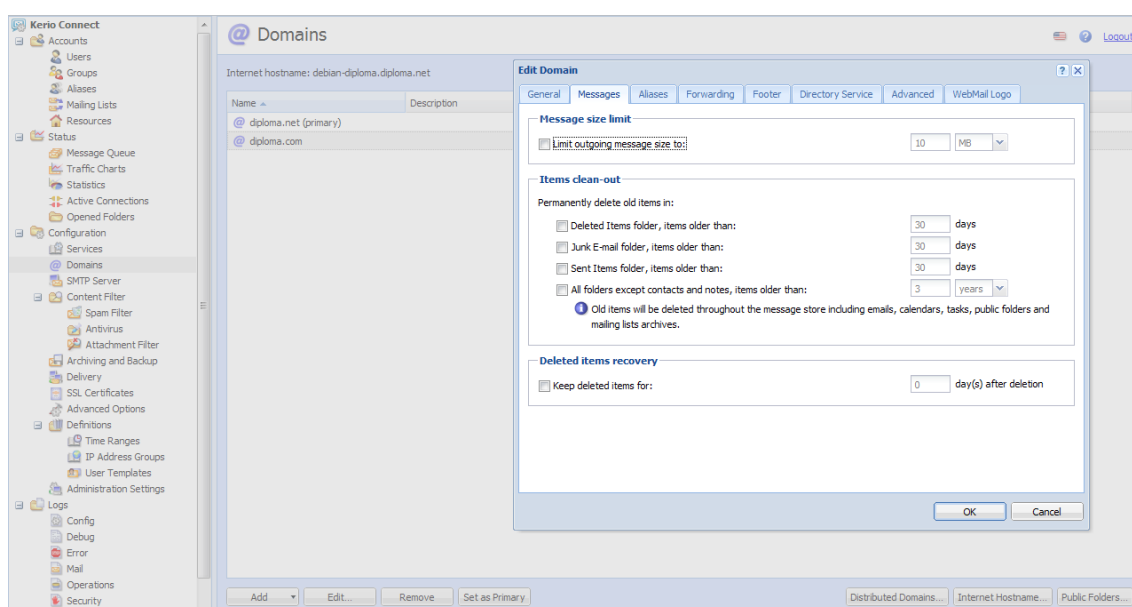 Kerio Connect
Accounts
Users
Groups
Aliases
Mailing Lists
Resources
Status
Message Queue
Traffic Charts
Statistics
Active Connections
Opened Folders
Configuration
Services
Domains
SMTP Server
Content Filter
Spam Filter
Antivirus
Attachment Filter
Archiving and Backup
Delivery
SSL Certificates
Advanced Options
Definitions
Time Ranges
IP Address Groups
User Templates
Administration Settings
Logs
Config
Debug
Error
Mail
Operations
Security
@ Domains
Logout
Internet hostname: debian-diploma.diploma.net
Name Description
@ diploma.net (primary)
@ diploma.com
Add Edit... Remove Set as Primary Distributed Domains... Internet Hostname... Public Folders...
Edit Domain
General Messages Aliases Forwarding Footer Directory Service Advanced WebMail Logo
Message size limit
Limit outgoing message size to: 10 MB
Items clean-out
Permanently delete old items in:
Deleted Items folder, items older than: 30 days
Junk E-mail folder, items older than: 30 days
Sent Items folder, items older than: 30 days
All folders except contacts and notes, items older than: 3 years
Old items will be deleted throughout the message store including emails, calendars, tasks, public folders and
mailing lists archives.
Deleted items recovery
Keep deleted items for: 0 day(s) after deletion
OK Cancel